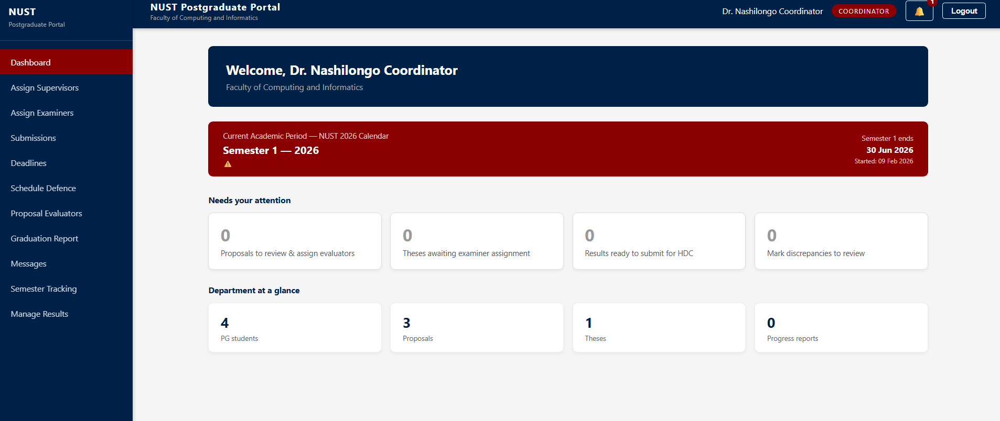 NUST
Postgraduate Portal
Dashboard
Assign Supervisors
Assign Examiners
Submissions
Deadlines
Schedule Defence
Proposal Evaluators
Graduation Report
Messages
Semester Tracking
Manage Results
NUST Postgraduate Portal
Faculty of Computing and Informatics
Dr. Nashilongo Coordinator
COORDINATOR
1
Logout
Welcome, Dr. Nashilongo Coordinator
Faculty of Computing and Informatics
Current Academic Period — NUST 2026 Calendar
Semester 1 — 2026
Semester 1 ends
30 Jun 2026
Started: 09 Feb 2026
Needs your attention
0
Proposals to review & assign evaluators
0
Theses awaiting examiner assignment
0
Results ready to submit for HDC
0
Mark discrepancies to review
Department at a glance
4
PG students
3
Proposals
1
Theses
0
Progress reports